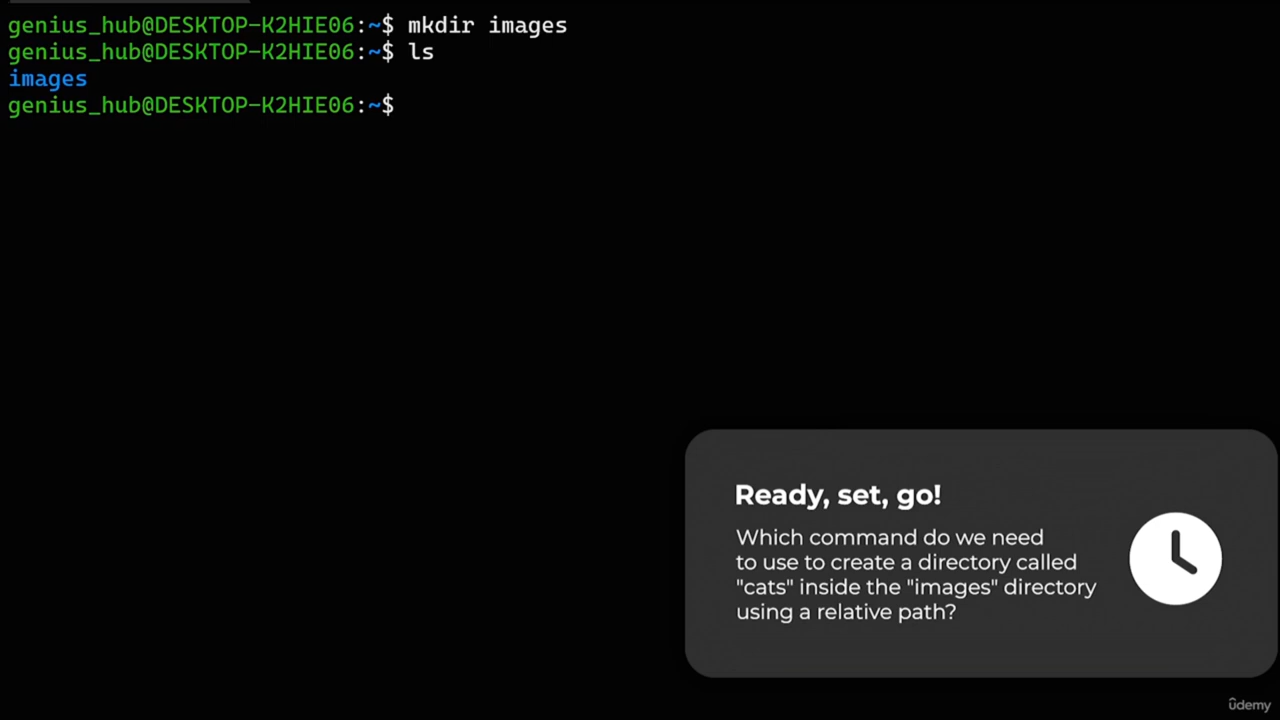 genius_hub@DESKTOP-K2HIE06:~$ mkdir images
genius_hub@DESKTOP-K2HIE06:~$ ls
images
genius_hub@DESKTOP-K2HIE06:~$
Ready, set, go!
Which command do we need
to use to create a directory called
"cats" inside the "images" directory
using a relative path?
ûdemy